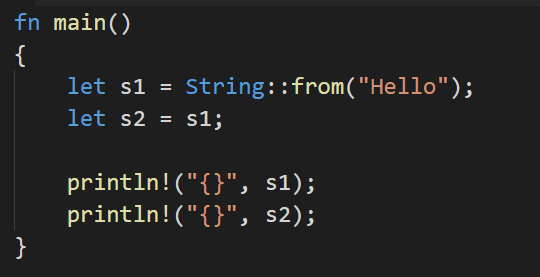 fn main()
{
    let s1 = String::from("Hello");
    let s2 = s1;

    println!("{}", s1);
    println!("{}", s2);
}